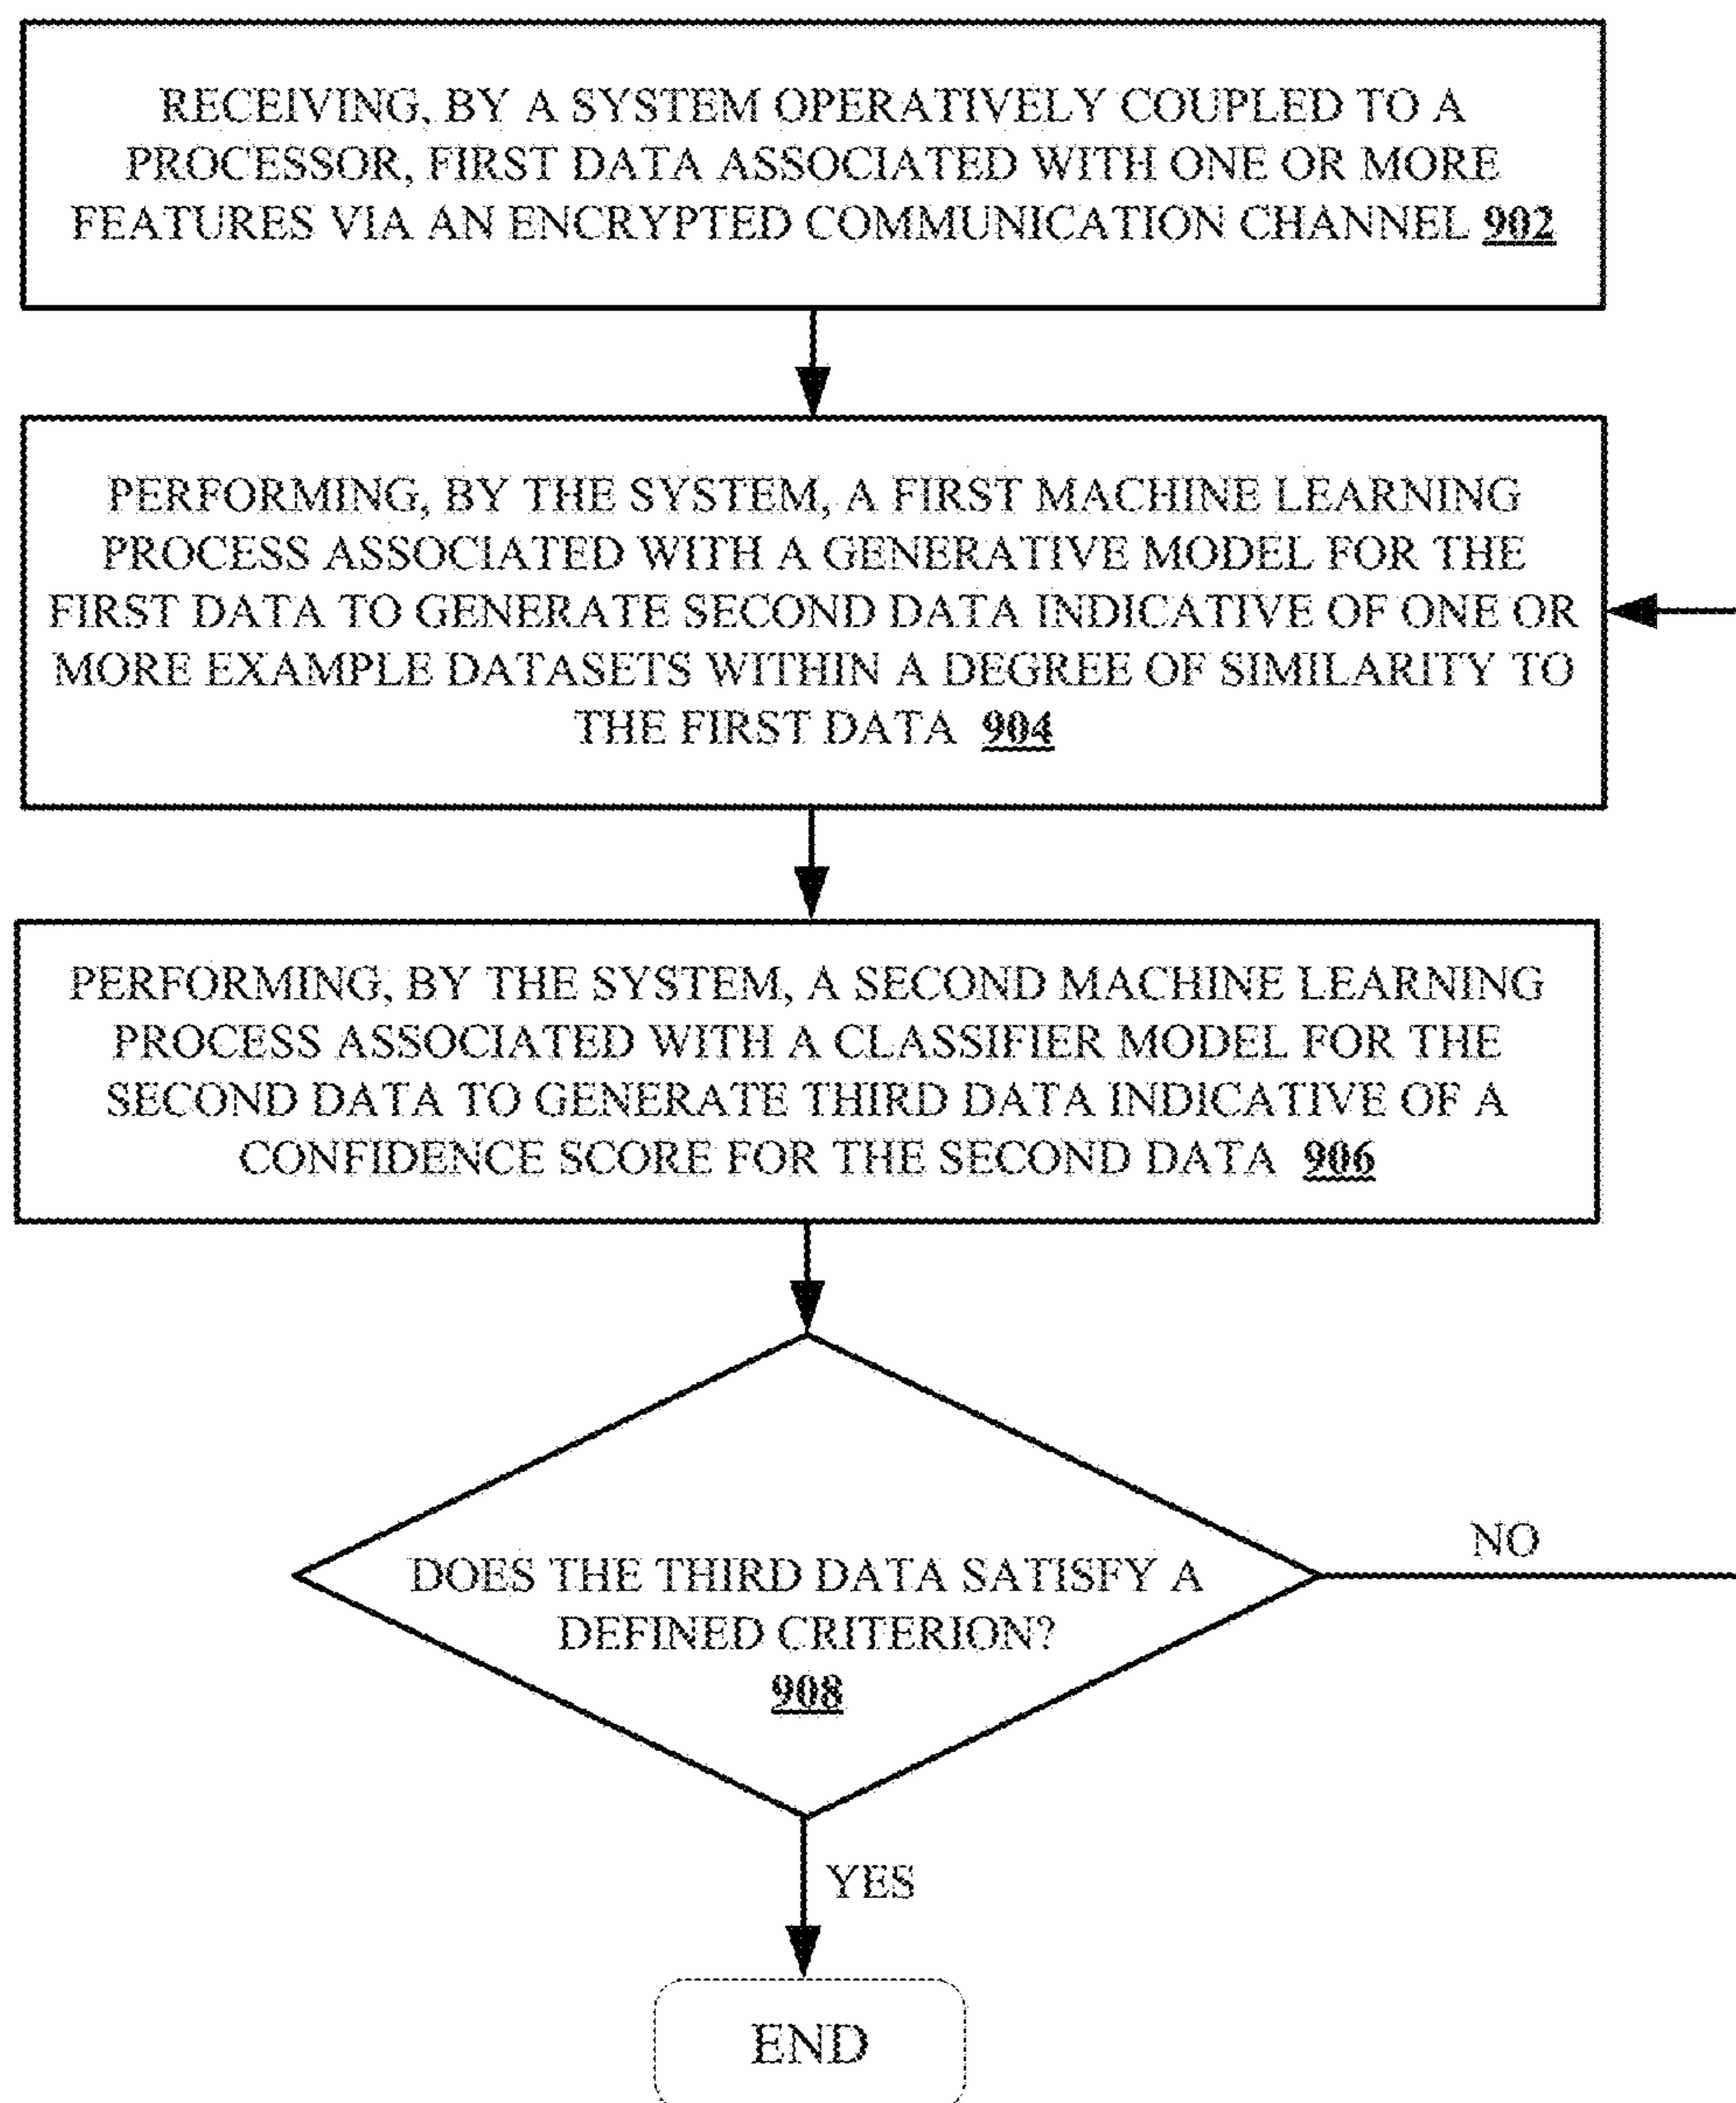 RECEIVING, BY A SYSTEM OPERATIVELY COUPLED TO A
PROCESSOR, FIRST DATA ASSOCIATED WITH ONE OR MORE
FEATURES VIA AN ENCRYPTED COMMUNICATION CHANNEL 902
PERFORMING, BY THE SYSTEM, A FIRST MACHINE LEARNING
PROCESS ASSOCIATED WITH A GENERATIVE MODEL FOR THE
FIRST DATA TO GENERATE SECOND DATA INDICATIVE OF ONE OR
MORE EXAMPLE DATASETS WITHIN A DEGREE OF SIMILARITY TO
THE FIRST DATA 904
PERFORMING, BY THE SYSTEM, A SECOND MACHINE LEARNING
PROCESS ASSOCIATED WITH A CLASSIFIER MODEL FOR THE
SECOND DATA TO GENERATE THIRD DATA INDICATIVE OF A
CONFIDENCE SCORE FOR THE SECOND DATA 906
DOES THE THIRD DATA SATISFY A
DEFINED CRITERION?
908
NO
YES
END